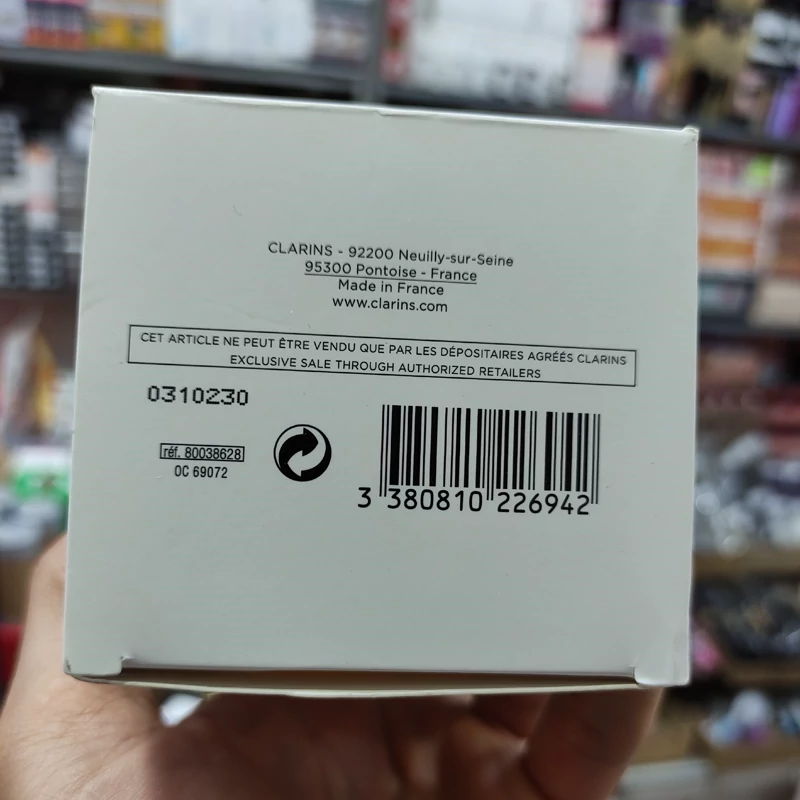 CLARINS - 92200 Neuilly-sur-Seine
95300 Pontoise - France
Made in France
www.clarins.com
CET ARTICLE NE PEUT ÊTRE VENDU QUE PAR LES DÉPOSITAIRES AGRÉÉS CLARINS
EXCLUSIVE SALE THROUGH AUTHORIZED RETAILERS
0310230
réf. 80038628
OC 69072
3 380810 226942